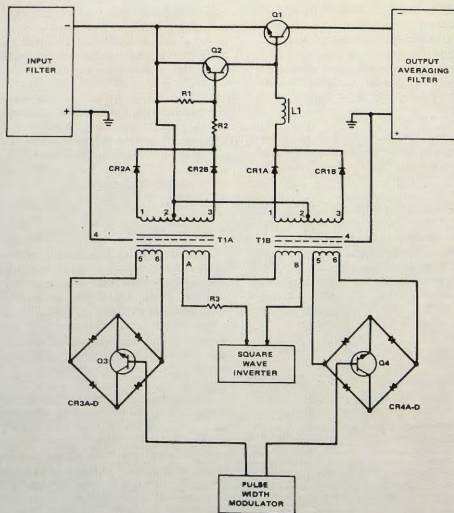 Q1
INPUT
FILTER
−
+
Q2
R1
R2
L1
−
+
OUTPUT
AVERAGING
FILTER
CR2A
CR2B
CR1A
CR1B
1
2
3
1
2
3
4
T1A
T1B
4
5
6
A
B
5
6
R3
SQUARE
WAVE
INVERTER
Q3
Q4
CR3A-D
CR4A-D
PULSE
WIDTH
MODULATOR